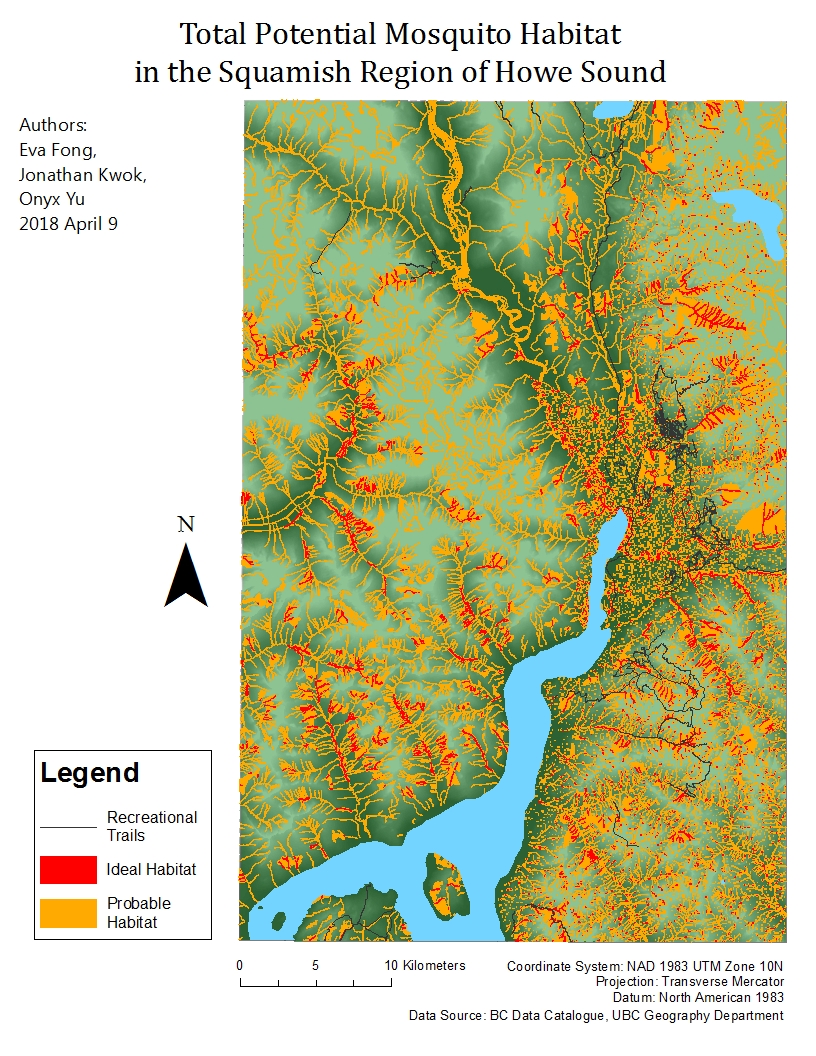 Total Potential Mosquito Habitat
in the Squamish Region of Howe Sound
Authors:
Eva Fong,
Jonathan Kwok,
Onyx Yu
2018 April 9
N
Legend
Recreational
Trails
Ideal Habitat
Probable
Habitat
0 5 10 Kilometers
Coordinate System: NAD 1983 UTM Zone 10N
Projection: Transverse Mercator
Datum: North American 1983
Data Source: BC Data Catalogue, UBC Geography Department